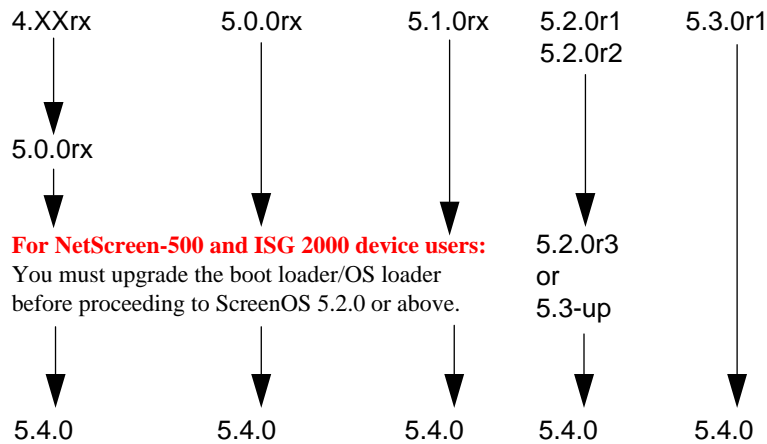 4.XXrx 5.0.0rx 5.1.0rx 5.2.0r1 5.3.0r1
5.2.0r2
5.0.0rx
For NetScreen-500 and ISG 2000 device users: 5.2.0r3
You must upgrade the boot loader/OS loader or
before proceeding to ScreenOS 5.2.0 or above. 5.3-up
5.4.0 5.4.0 5.4.0 5.4.0 5.4.0